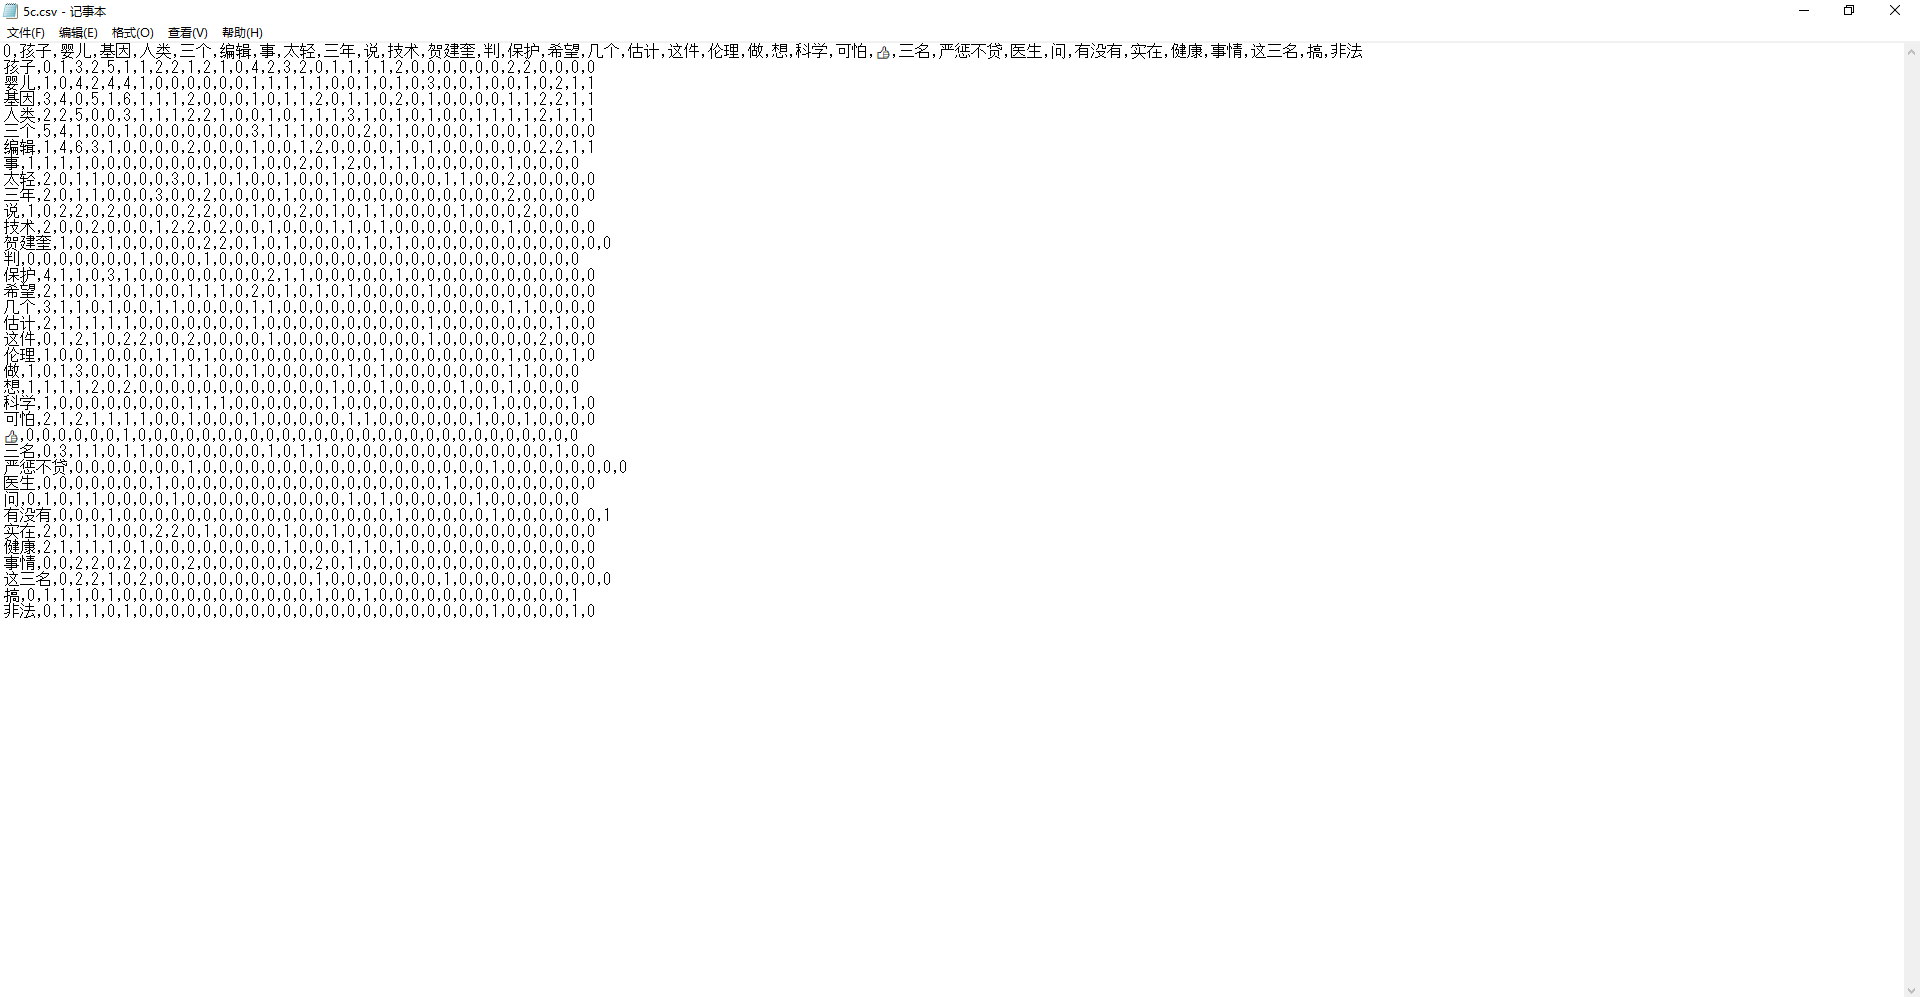 5c.csv - 记事本
文件(F) 编辑(E) 格式(O) 查看(V) 帮助(H)
0,孩子,婴儿,基因,人类,三个,编辑,事,太轻,三年,说,技术,贺建奎,判,保护,希望,几个,估计,这件,伦理,做,想,科学,可怕,👍,三名,严惩不贷,医生,问,有没有,实在,健康,事情,这三名,搞,非法
孩子,0,1,3,2,5,1,1,2,2,1,2,1,0,4,2,3,2,0,1,1,1,1,2,0,0,0,0,0,0,2,2,0,0,0,0
婴儿,1,0,4,2,4,4,1,0,0,0,0,0,0,1,1,1,1,1,0,0,1,0,1,0,3,0,0,1,0,0,1,0,2,1,1
基因,3,4,0,5,1,6,1,1,1,2,0,0,0,1,0,1,1,2,0,1,1,0,2,0,1,0,0,0,0,1,1,2,2,1,1
人类,2,2,5,0,0,3,1,1,1,2,2,1,0,0,1,0,1,1,1,3,1,0,1,0,1,0,0,1,1,1,1,2,1,1,1
三个,5,4,1,0,0,1,0,0,0,0,0,0,0,3,1,1,1,0,0,0,2,0,1,0,0,0,0,1,0,0,1,0,0,0,0
编辑,1,4,6,3,1,0,0,0,0,2,0,0,0,1,0,0,1,2,0,0,0,0,1,0,1,0,0,0,0,0,0,2,2,1,1
事,1,1,1,1,0,0,0,0,0,0,0,0,0,0,1,0,0,2,0,1,2,0,1,1,1,0,0,0,0,0,1,0,0,0,0
太轻,2,0,1,1,0,0,0,0,3,0,1,0,1,0,0,1,0,0,1,0,0,0,0,0,0,1,1,0,0,2,0,0,0,0,0
三年,2,0,1,1,0,0,0,3,0,0,2,0,0,0,0,1,0,0,1,0,0,0,0,0,0,0,0,0,0,2,0,0,0,0,0
说,1,0,2,2,0,2,0,0,0,0,2,2,0,0,1,0,0,2,0,1,0,1,1,0,0,0,0,1,0,0,0,2,0,0,0
技术,2,0,0,2,0,0,0,1,2,2,0,2,0,0,1,0,0,0,1,1,0,1,0,0,0,0,0,0,0,1,0,0,0,0,0
贺建奎,1,0,0,1,0,0,0,0,0,2,2,0,1,0,1,0,0,0,0,1,0,1,0,0,0,0,0,0,0,0,0,0,0,0,0
判,0,0,0,0,0,0,0,1,0,0,0,1,0,0,0,0,0,0,0,0,0,0,0,0,0,0,0,0,0,0,0,0,0,0,0
保护,4,1,1,0,3,1,0,0,0,0,0,0,0,0,2,1,1,0,0,0,0,0,1,0,0,0,0,0,0,0,0,0,0,0,0
希望,2,1,0,1,1,0,1,0,0,1,1,1,0,2,0,1,0,1,0,1,0,0,0,0,1,0,0,0,0,0,0,0,0,0,0
几个,3,1,1,0,1,0,0,1,1,0,0,0,0,1,1,0,0,0,0,0,0,0,0,0,0,0,0,0,0,1,1,0,0,0,0
估计,2,1,1,1,1,1,0,0,0,0,0,0,0,1,0,0,0,0,0,0,0,0,0,0,1,0,0,0,0,0,0,0,1,0,0
这件,0,1,2,1,0,2,2,0,0,2,0,0,0,0,1,0,0,0,0,0,0,0,0,0,1,0,0,0,0,0,0,2,0,0,0
伦理,1,0,0,1,0,0,0,1,1,0,1,0,0,0,0,0,0,0,0,0,0,1,0,0,0,0,0,0,0,1,0,0,0,1,0
做,1,0,1,3,0,0,1,0,0,1,1,1,0,0,1,0,0,0,0,0,1,0,1,0,0,0,0,0,0,0,1,1,0,0,0
想,1,1,1,1,2,0,2,0,0,0,0,0,0,0,0,0,0,0,0,1,0,0,1,0,0,0,0,1,0,0,1,0,0,0,0
科学,1,0,0,0,0,0,0,0,0,1,1,1,0,0,0,0,0,0,1,0,0,0,0,0,0,0,0,0,1,0,0,0,0,1,0
可怕,2,1,2,1,1,1,1,0,0,1,0,0,0,1,0,0,0,0,0,1,1,0,0,0,0,0,0,1,0,0,1,0,0,0,0
👍,0,0,0,0,0,0,1,0,0,0,0,0,0,0,0,0,0,0,0,0,0,0,0,0,0,0,0,0,0,0,0,0,0,0,0
三名,0,3,1,1,0,1,1,0,0,0,0,0,0,0,1,0,1,1,0,0,0,0,0,0,0,0,0,0,0,0,0,0,1,0,0
严惩不贷,0,0,0,0,0,0,0,1,0,0,0,0,0,0,0,0,0,0,0,0,0,0,0,0,0,0,1,0,0,0,0,0,0,0,0
医生,0,0,0,0,0,0,0,1,0,0,0,0,0,0,0,0,0,0,0,0,0,0,0,0,0,1,0,0,0,0,0,0,0,0,0
问,0,1,0,1,1,0,0,0,0,1,0,0,0,0,0,0,0,0,0,0,1,0,1,0,0,0,0,0,1,0,0,0,0,0,0
有没有,0,0,0,1,0,0,0,0,0,0,0,0,0,0,0,0,0,0,0,0,0,1,0,0,0,0,0,1,0,0,0,0,0,0,1
实在,2,0,1,1,0,0,0,2,2,0,1,0,0,0,0,1,0,0,1,0,0,0,0,0,0,0,0,0,0,0,0,0,0,0,0
健康,2,1,1,1,1,0,1,0,0,0,0,0,0,0,0,1,0,0,0,1,1,0,1,0,0,0,0,0,0,0,0,0,0,0,0
事情,0,0,2,2,0,2,0,0,0,2,0,0,0,0,0,0,0,2,0,1,0,0,0,0,0,0,0,0,0,0,0,0,0,0,0
这三名,0,2,2,1,0,2,0,0,0,0,0,0,0,0,0,0,1,0,0,0,0,0,0,0,1,0,0,0,0,0,0,0,0,0,0
搞,0,1,1,1,0,1,0,0,0,0,0,0,0,0,0,0,0,0,1,0,0,1,0,0,0,0,0,0,0,0,0,0,0,0,1
非法,0,1,1,1,0,1,0,0,0,0,0,0,0,0,0,0,0,0,0,0,0,0,0,0,0,0,0,0,1,0,0,0,0,1,0